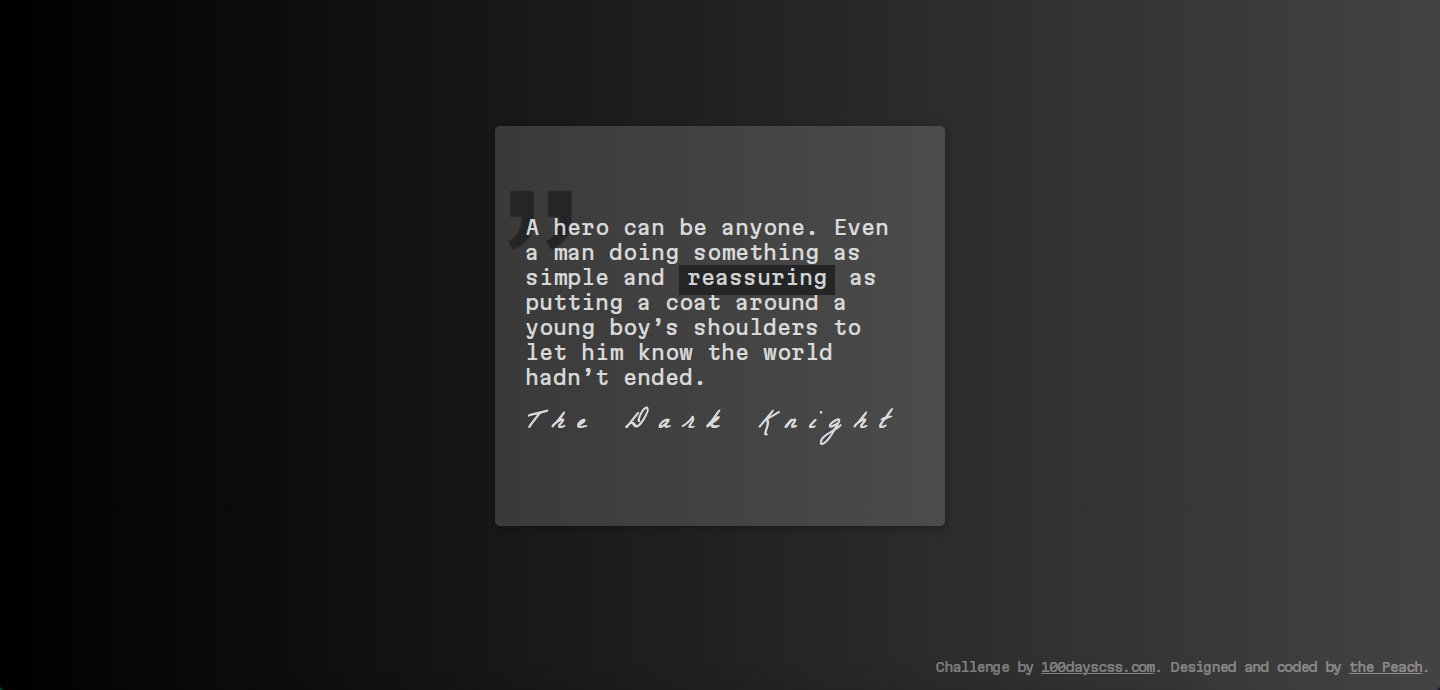 ”
A hero can be anyone. Even
a man doing something as
simple and reassuring as
putting a coat around a
young boy’s shoulders to
let him know the world
hadn’t ended.
The Dark Knight
Challenge by 100dayscss.com. Designed and coded by the Peach.